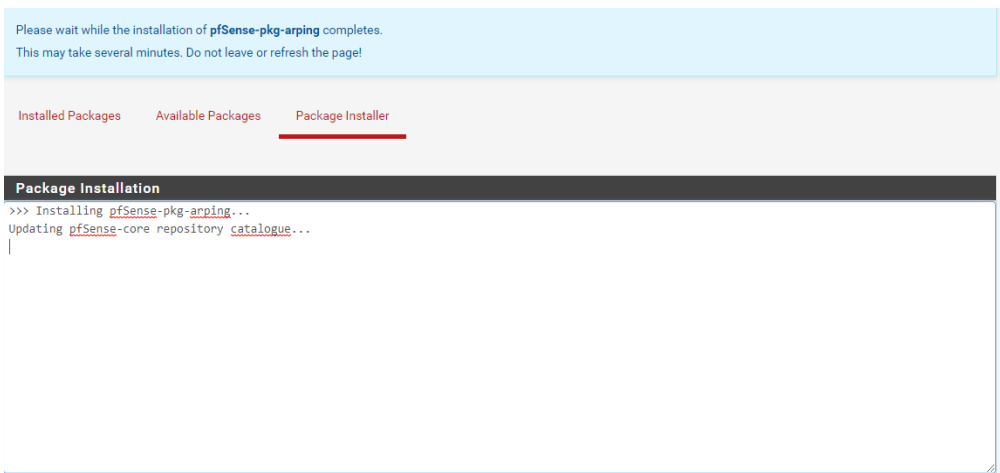 Please wait while the installation of pfSense-pkg-arping completes.
This may take several minutes. Do not leave or refresh the page!
Installed Packages Available Packages Package Installer
Package Installation
>>> Installing pfSense-pkg-arping...
Updating pfSense-core repository catalogue...